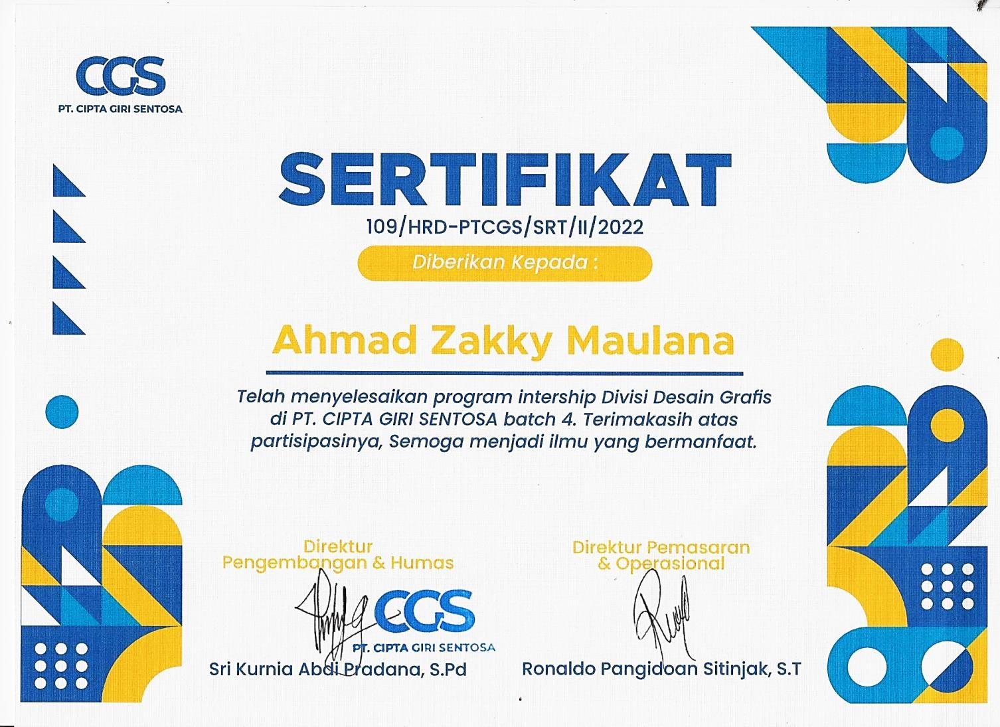 CGS
PT. CIPTA GIRI SENTOSA
SERTIFIKAT
109/HRD-PTCGS/SRT/II/2022
Diberikan Kepada :
Ahmad Zakky Maulana
Telah menyelesaikan program intership Divisi Desain Grafis
di PT. CIPTA GIRI SENTOSA batch 4. Terimakasih atas
partisipasinya, Semoga menjadi ilmu yang bermanfaat.
Direktur
Pengembangan & Humas
CGS
PT. CIPTA GIRI SENTOSA
Sri Kurnia Abdi Pradana, S.Pd
Direktur Pemasaran
& Operasional
Ronaldo Pangidoan Sitinjak, S.T